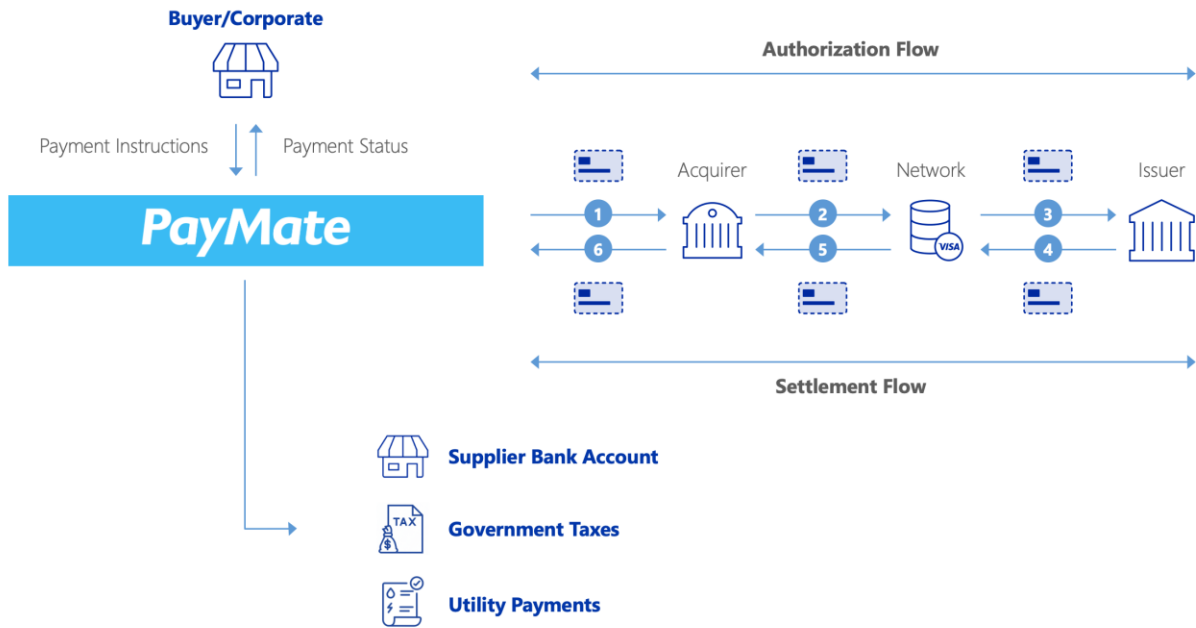 Buyer/Corporate
Authorization Flow
Payment Instructions
Payment Status
Acquirer
Network
Issuer
PayMate
1
2
3
VISA
6
5
4
Settlement Flow
Supplier Bank Account
TAX
$
Government Taxes
Utility Payments